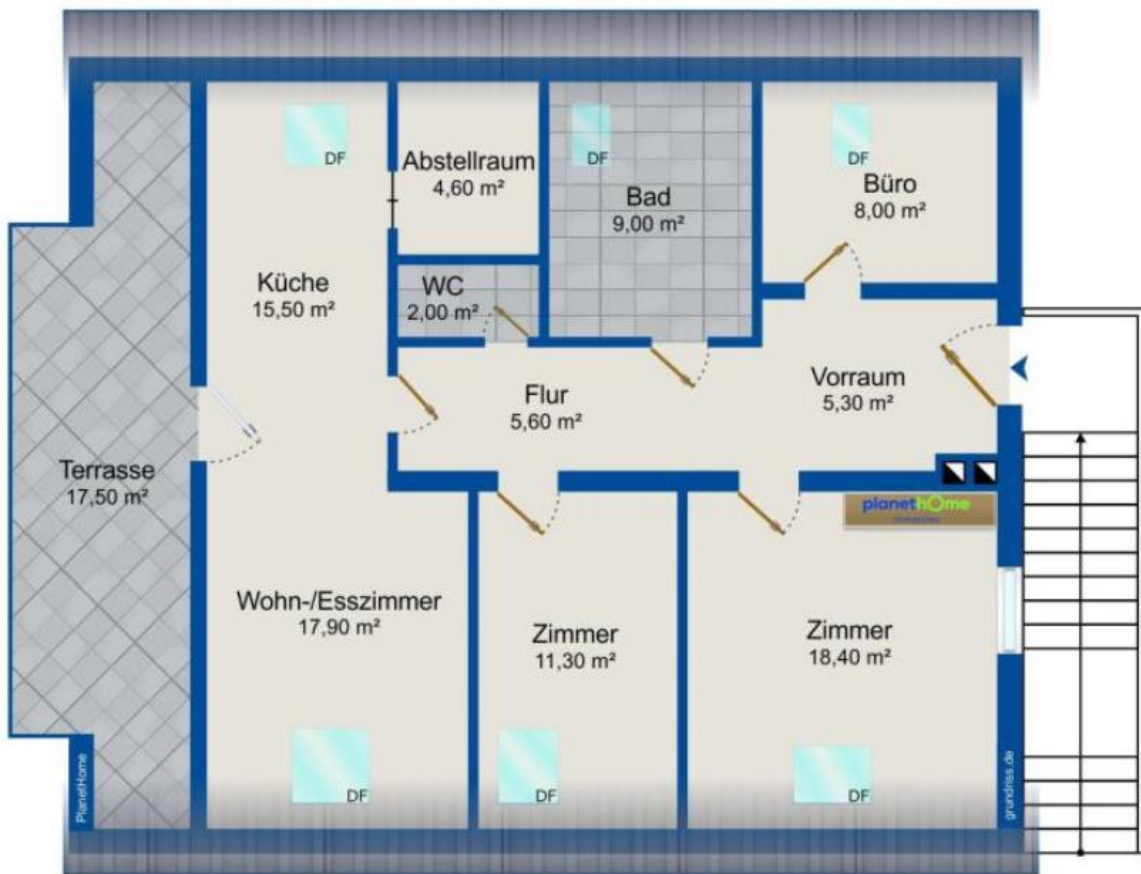 DF
Abstellraum
4,60 m²
DF
Bad
9,00 m²
DF
Büro
8,00 m²
Küche
15,50 m²
WC
2,00 m²
Flur
5,60 m²
Vorraum
5,30 m²
Terrasse
17,50 m²
planethome
Wohn-/Esszimmer
17,90 m²
Zimmer
11,30 m²
Zimmer
18,40 m²
PlanetHome
DF
DF
DF
grundriss.de